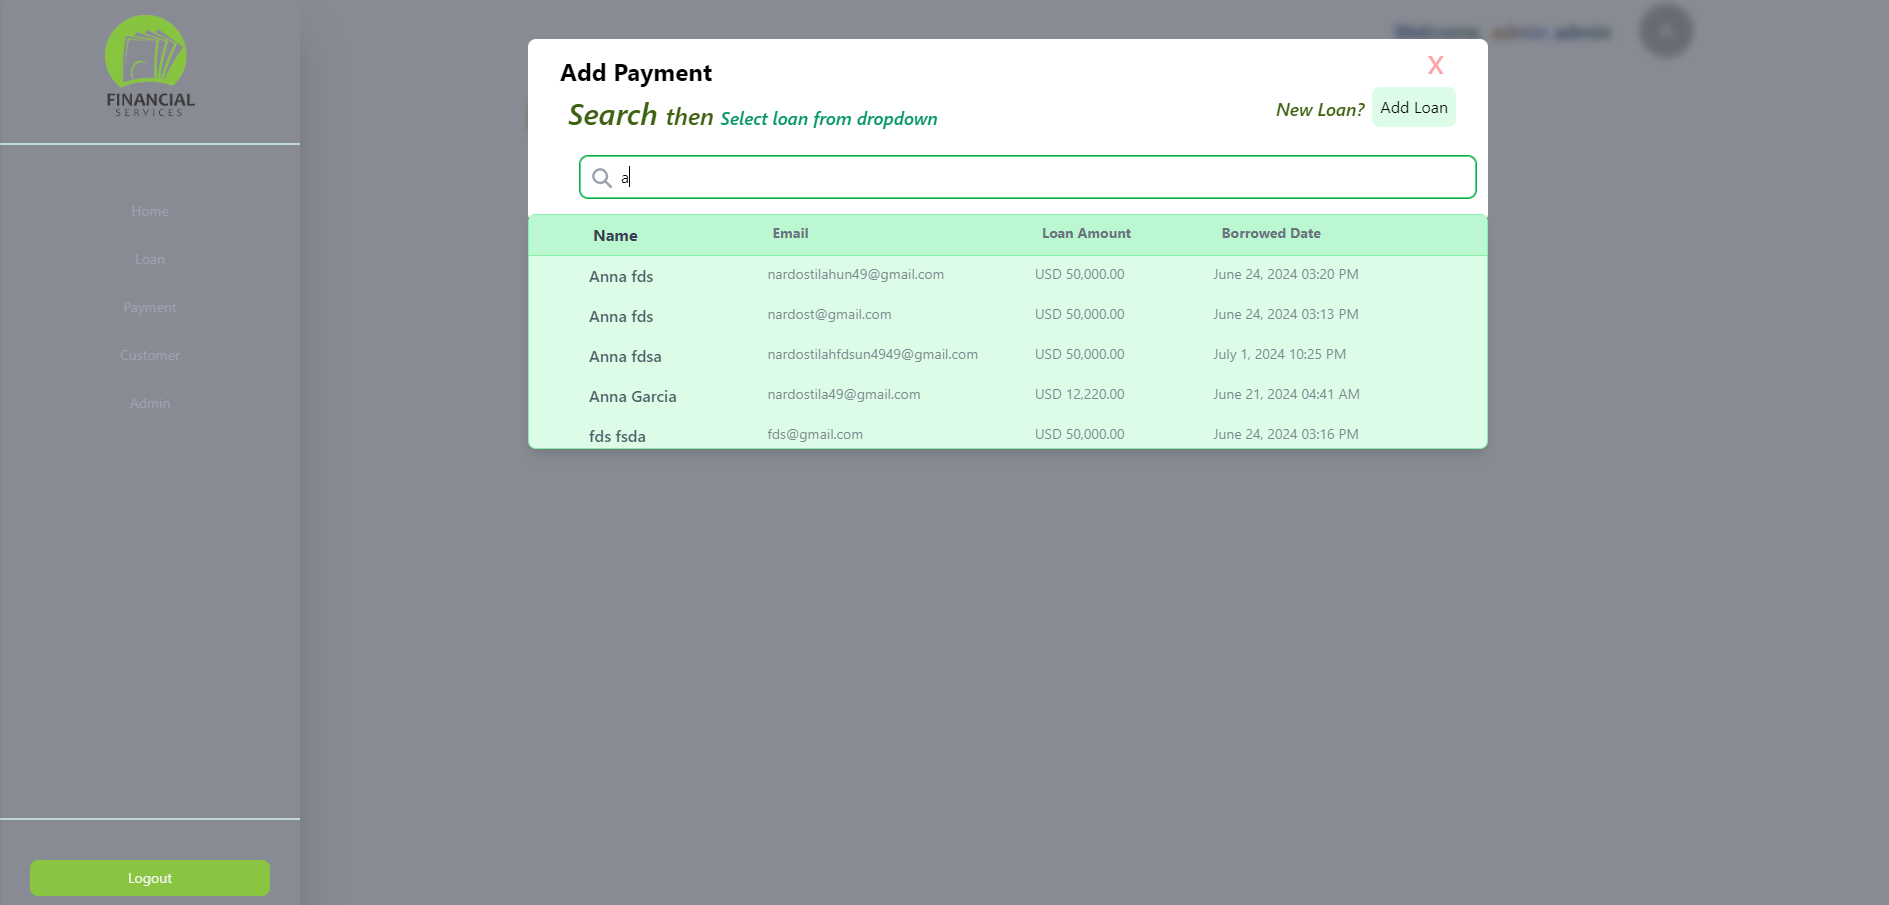 FINANCIAL
SERVICES
Home
Loan
Payment
Customer
Admin
Logout
Welcome, admin admin
Add Payment
X
Search then Select loan from dropdown
New Loan? Add Loan
a
Name Email Loan Amount Borrowed Date
Anna fds nardostilahun49@gmail.com USD 50,000.00 June 24, 2024 03:20 PM
Anna fds nardost@gmail.com USD 50,000.00 June 24, 2024 03:13 PM
Anna fdsa nardostilahfdsun4949@gmail.com USD 50,000.00 July 1, 2024 10:25 PM
Anna Garcia nardostila49@gmail.com USD 12,220.00 June 21, 2024 04:41 AM
fds fsda fds@gmail.com USD 50,000.00 June 24, 2024 03:16 PM